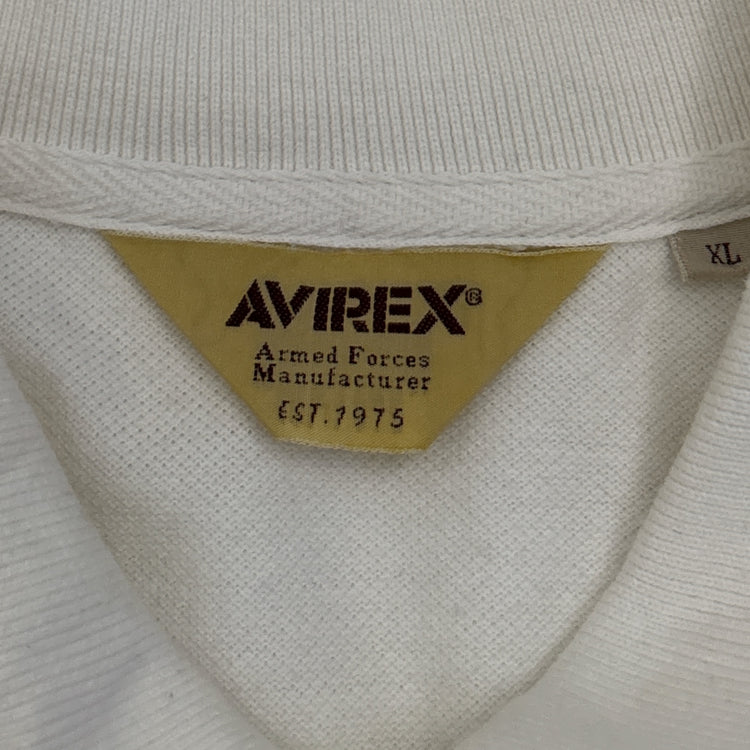 AVIREX®
Armed Forces
Manufacturer
EST.1975
XL